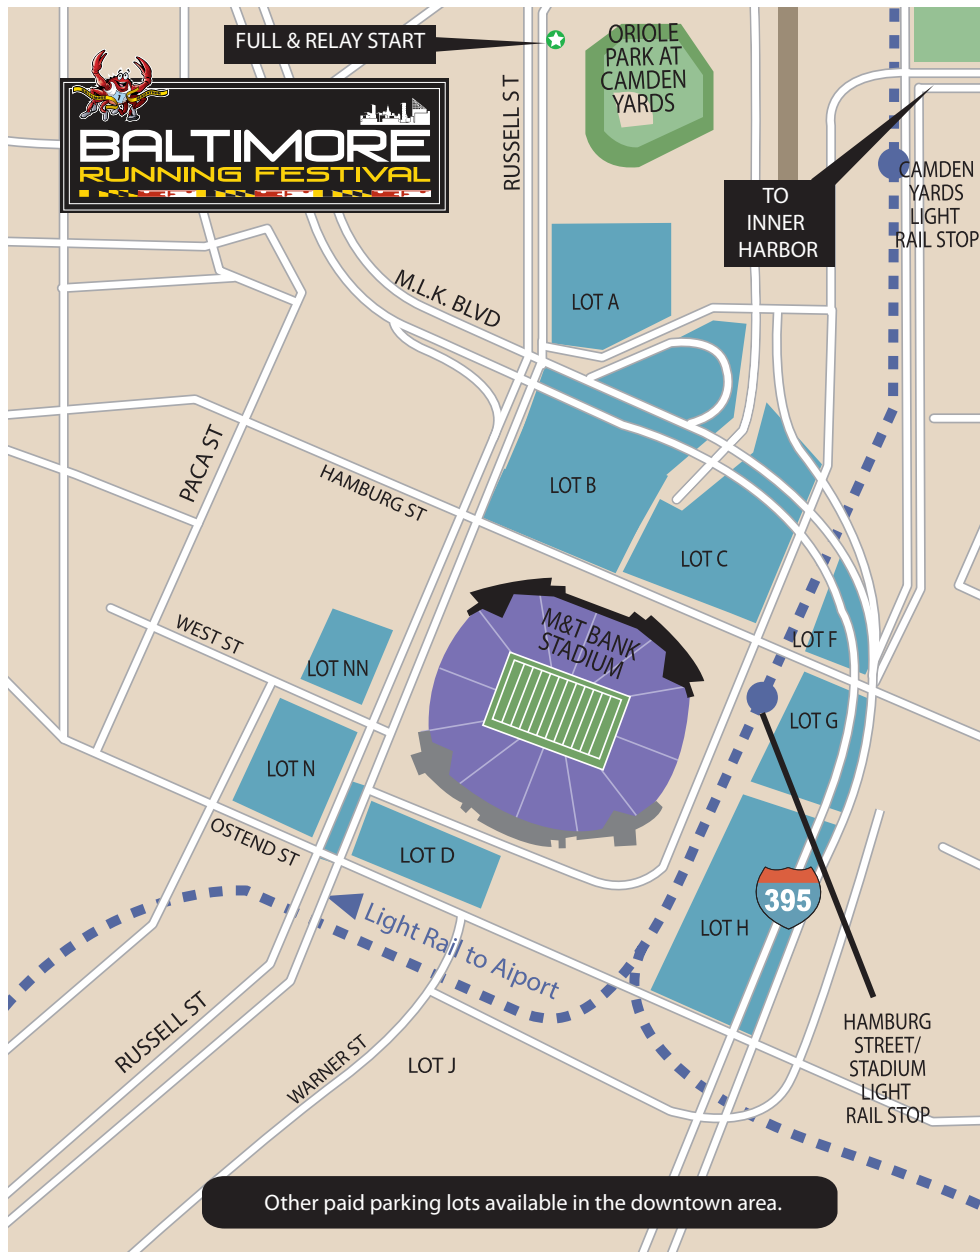 FULL & RELAY START
ORIOLE
PARK AT
CAMDEN
YARDS
RUSSELL ST
BALTIMORE
RUNNING FESTIVAL
CAMDEN
YARDS
LIGHT
RAIL STOP
TO
INNER
HARBOR
LOT A
M.L.K. BLVD
PACA ST
HAMBURG ST
LOT B
LOT C
WEST ST
M&T BANK
STADIUM
LOT F
LOT NN
LOT G
LOT N
OSTEND ST
LOT D
395
LOT H
Light Rail to Aiport
RUSSELL ST
WARNER ST
LOT J
HAMBURG
STREET/
STADIUM
LIGHT
RAIL STOP
Other paid parking lots available in the downtown area.